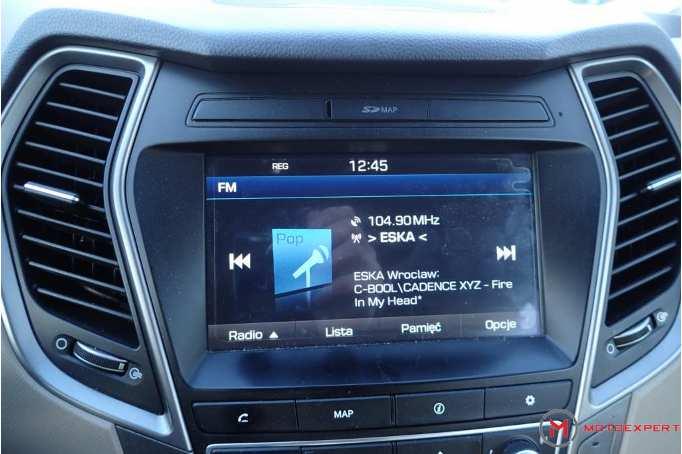 SD MAP
REG
12:45
FM
104.90MHz
Pop
> ESKA <
ESKA Wroclaw:
C-BOOL\CADENCE XYZ - Fire
In My Head*
Radio ▲ Lista Pamięć Opcje
MAP
MOTOEXPERT